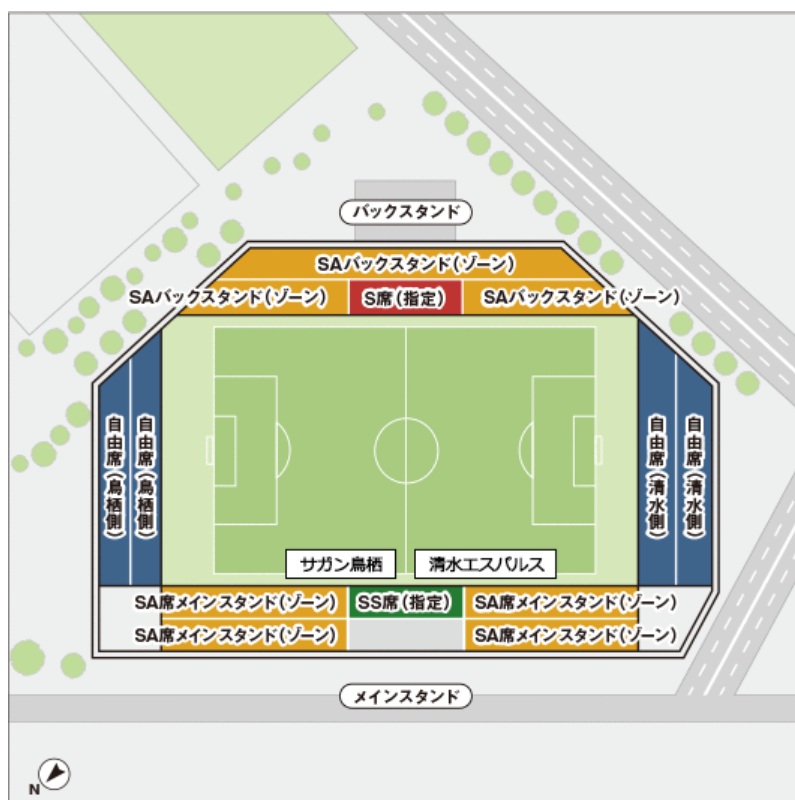 バックスタンド
SAバックスタンド(ゾーン)
SAバックスタンド(ゾーン)
S席(指定)
SAバックスタンド(ゾーン)
自由席(鳥栖側)
自由席(鳥栖側)
自由席(清水側)
自由席(清水側)
サガン鳥栖
清水エスパルス
SA席メインスタンド(ゾーン)
SS席(指定)
SA席メインスタンド(ゾーン)
SA席メインスタンド(ゾーン)
SA席メインスタンド(ゾーン)
メインスタンド
N